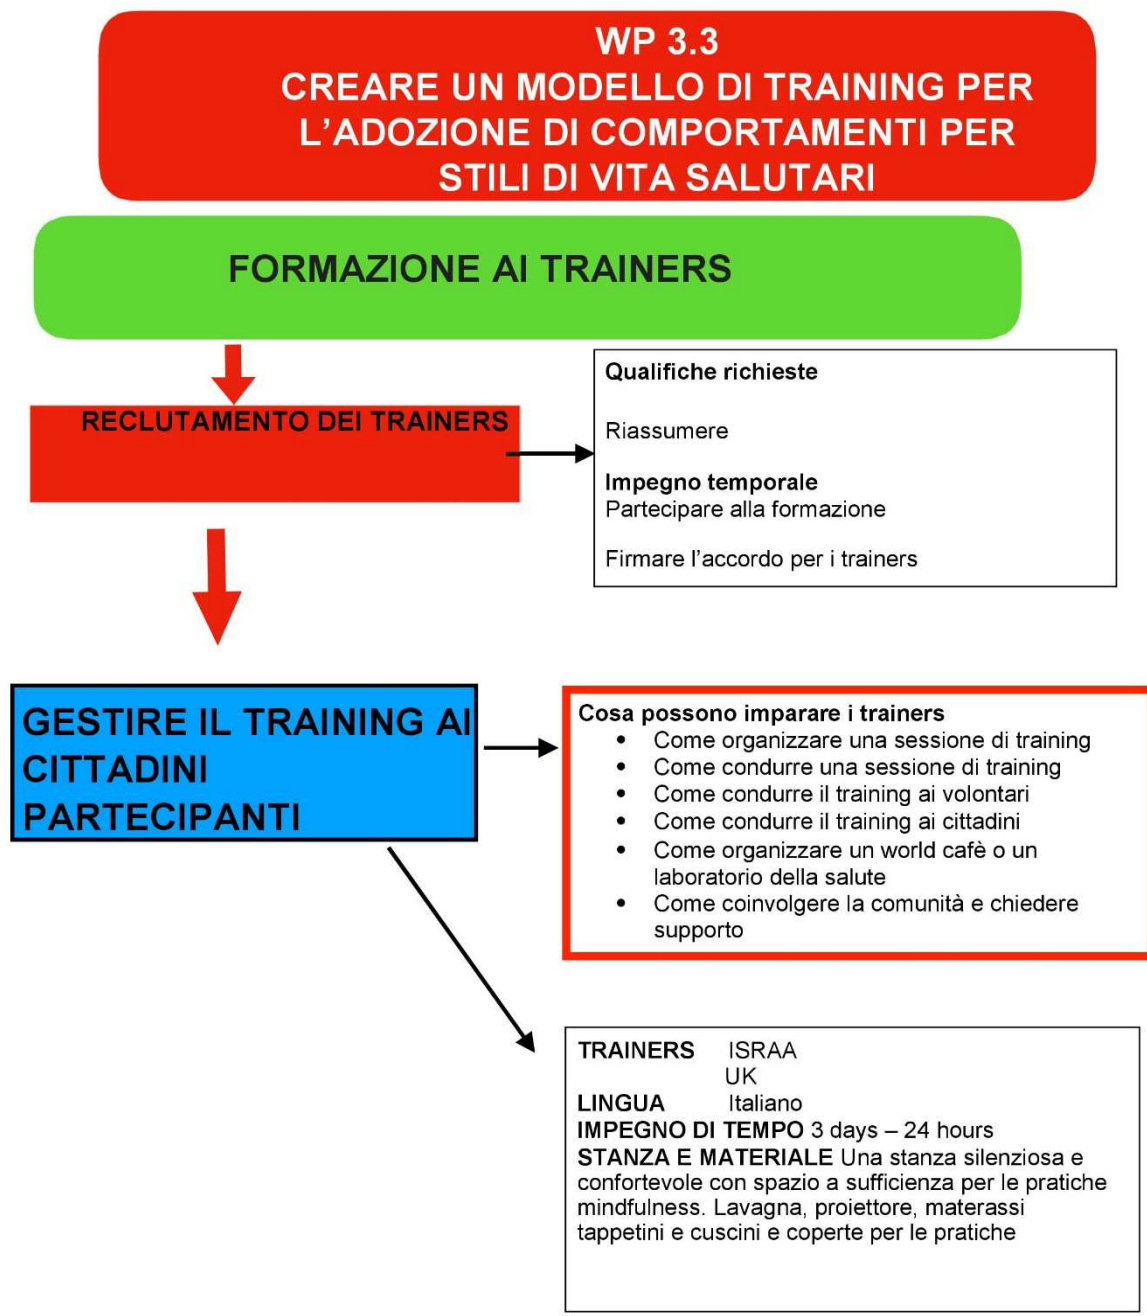 WP 3.3
CREARE UN MODELLO DI TRAINING PER
L’ADOZIONE DI COMPORTAMENTI PER
STILI DI VITA SALUTARI
FORMAZIONE AI TRAINERS
RECLUTAMENTO DEI TRAINERS
Qualifiche richieste
Riassumere
Impegno temporale
Partecipare alla formazione
Firmare l’accordo per i trainers
GESTIRE IL TRAINING AI
CITTADINI
PARTECIPANTI
Cosa possono imparare i trainers
• Come organizzare una sessione di training
• Come condurre una sessione di training
• Come condurre il training ai volontari
• Come condurre il training ai cittadini
• Come organizzare un world cafè o un
laboratorio della salute
• Come coinvolgere la comunità e chiedere
supporto
TRAINERS ISRAA
UK
LINGUA Italiano
IMPEGNO DI TEMPO 3 days – 24 hours
STANZA E MATERIALE Una stanza silenziosa e
confortevole con spazio a sufficienza per le pratiche
mindfulness. Lavagna, proiettore, materassi
tappetini e cuscini e coperte per le pratiche